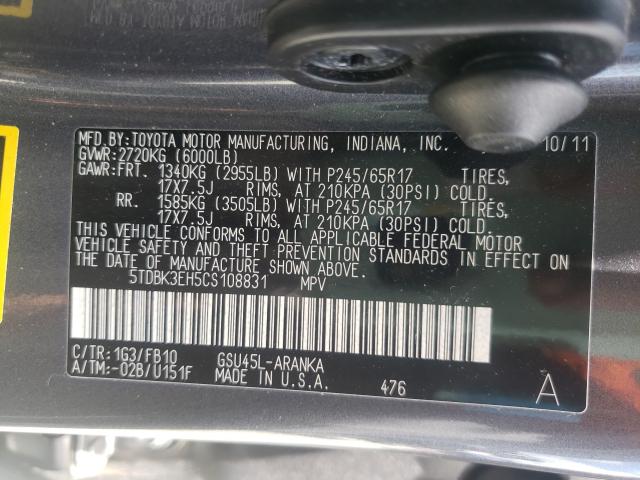 MFD.BY:TOYOTA MOTOR MANUFACTURING, INDIANA, INC. 10/11
GVWR:2720KG (6000LB)
GAWR:FRT. 1340KG (2955LB) WITH P245/65R17 TIRES,
17X7.5J RIMS, AT 210KPA (30PSI) COLD.
RR. 1585KG (3505LB) WITH P245/65R17 TIRES,
17X7.5J RIMS, AT 210KPA (30PSI) COLD.
THIS VEHICLE CONFORMS TO ALL APPLICABLE FEDERAL MOTOR
VEHICLE SAFETY AND THEFT PREVENTION STANDARDS IN EFFECT ON
THE DATE OF MANUFACTURE SHOWN ABOVE.
5TDBK3EH5CS108831 MPV
C/TR:1G3/FB10 GSU45L-ARANKA
A/TM:-02B/U151F MADE IN U.S.A. 476 A